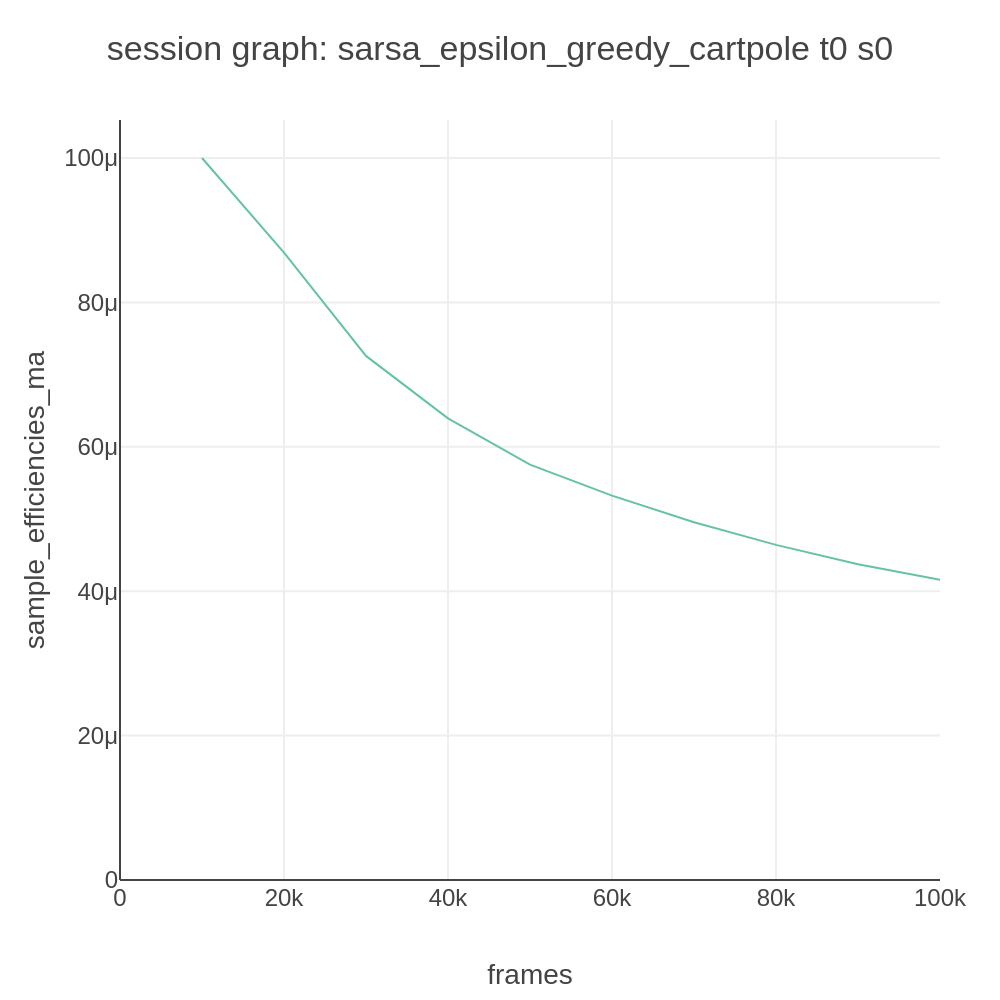 session graph: sarsa_epsilon_greedy_cartpole t0 s0
sample_efficiencies_ma
100μ
80μ
60μ
40μ
20μ
0
0 20k 40k 60k 80k 100k
frames